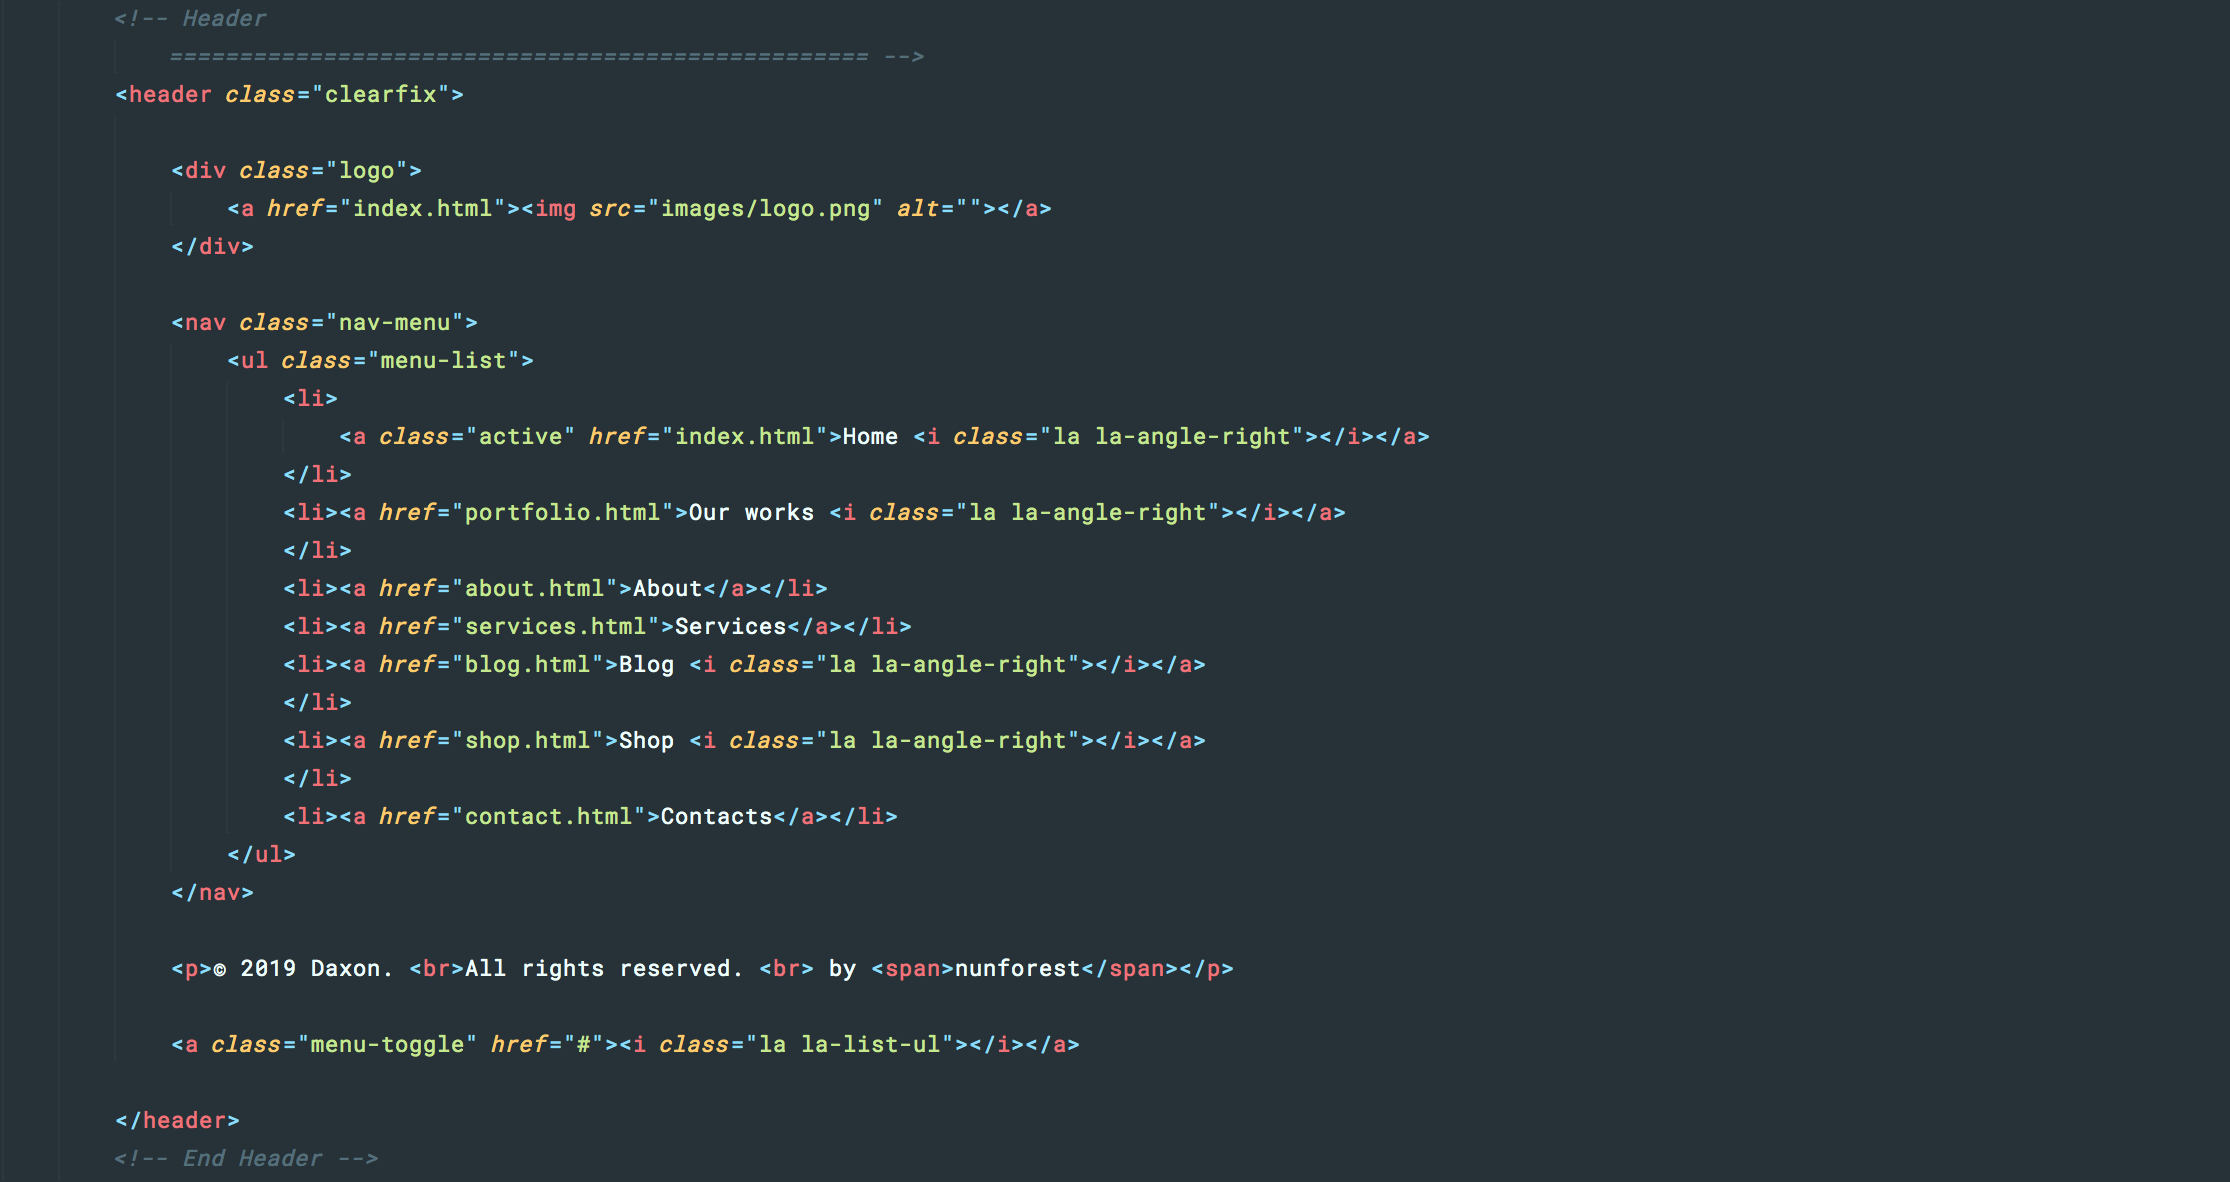 <!-- Header
================================================== -->
<header class="clearfix">
<div class="logo">
<a href="index.html"><img src="images/logo.png" alt=""></a>
</div>
<nav class="nav-menu">
<ul class="menu-list">
<li>
<a class="active" href="index.html">Home <i class="la la-angle-right"></i></a>
</li>
<li><a href="portfolio.html">Our works <i class="la la-angle-right"></i></a>
</li>
<li><a href="about.html">About</a></li>
<li><a href="services.html">Services</a></li>
<li><a href="blog.html">Blog <i class="la la-angle-right"></i></a>
</li>
<li><a href="shop.html">Shop <i class="la la-angle-right"></i></a>
</li>
<li><a href="contact.html">Contacts</a></li>
</ul>
</nav>
<p>© 2019 Daxon. <br>All rights reserved. <br> by <span>nunforest</span></p>
<a class="menu-toggle" href="#"><i class="la la-list-ul"></i></a>
</header>
<!-- End Header -->